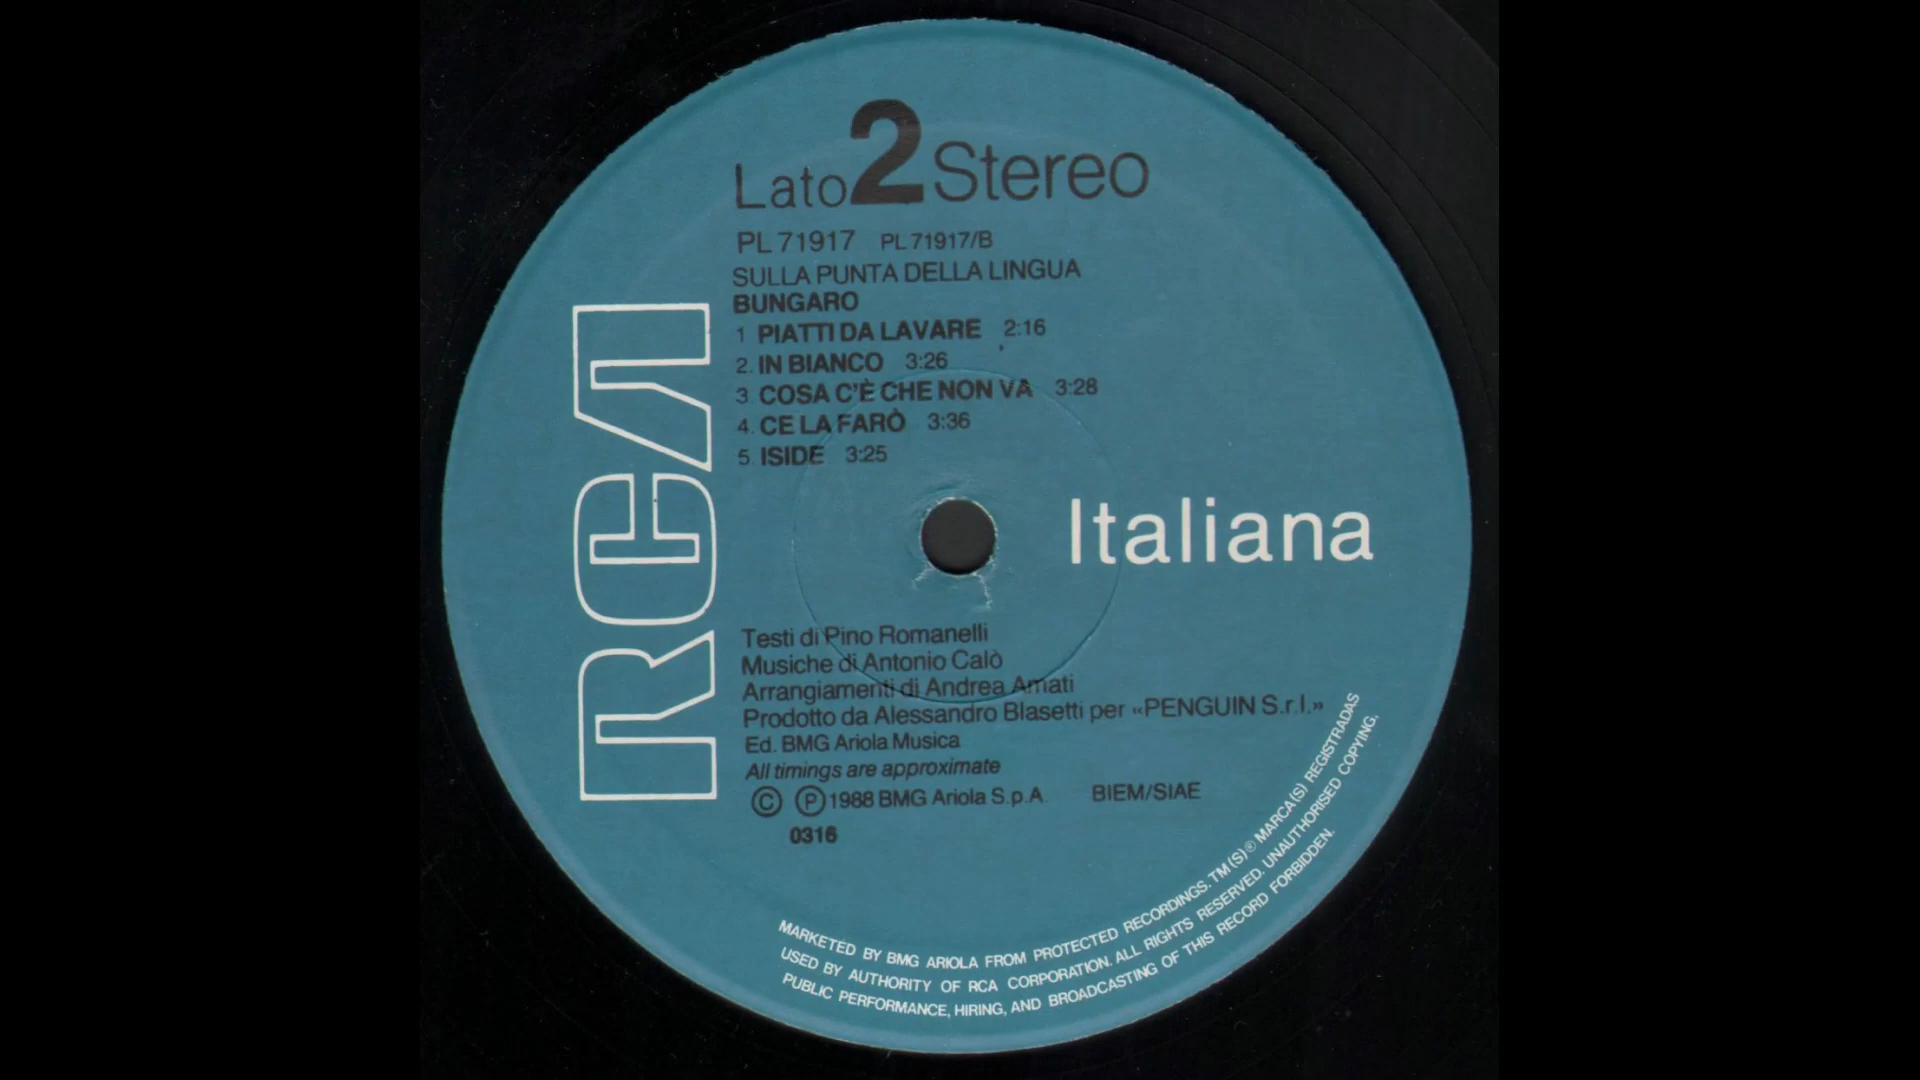 Lato 2 Stereo
PL 71917 PL 71917/B
SULLA PUNTA DELLA LINGUA
BUNGARO
1 PIATTI DA LAVARE 2:16
2. IN BIANCO 3:26
3. COSA C'È CHE NON VA 3:28
4. CE LA FARÒ 3:36
5. ISIDE 3:25
RCA
Italiana
Testi di Pino Romanelli
Musiche di Antonio Calò
Arrangiamenti di Andrea Amati
Prodotto da Alessandro Blasetti per «PENGUIN S.r.l.»
Ed. BMG Ariola Musica
All timings are approximate
© ℗ 1988 BMG Ariola S.p.A. BIEM/SIAE
0316
MARKETED BY BMG ARIOLA FROM PROTECTED RECORDINGS. TM(S)® MARCA(S) REGISTRADAS
USED BY AUTHORITY OF RCA CORPORATION. ALL RIGHTS RESERVED. UNAUTHORISED COPYING,
PUBLIC PERFORMANCE, HIRING, AND BROADCASTING OF THIS RECORD FORBIDDEN.